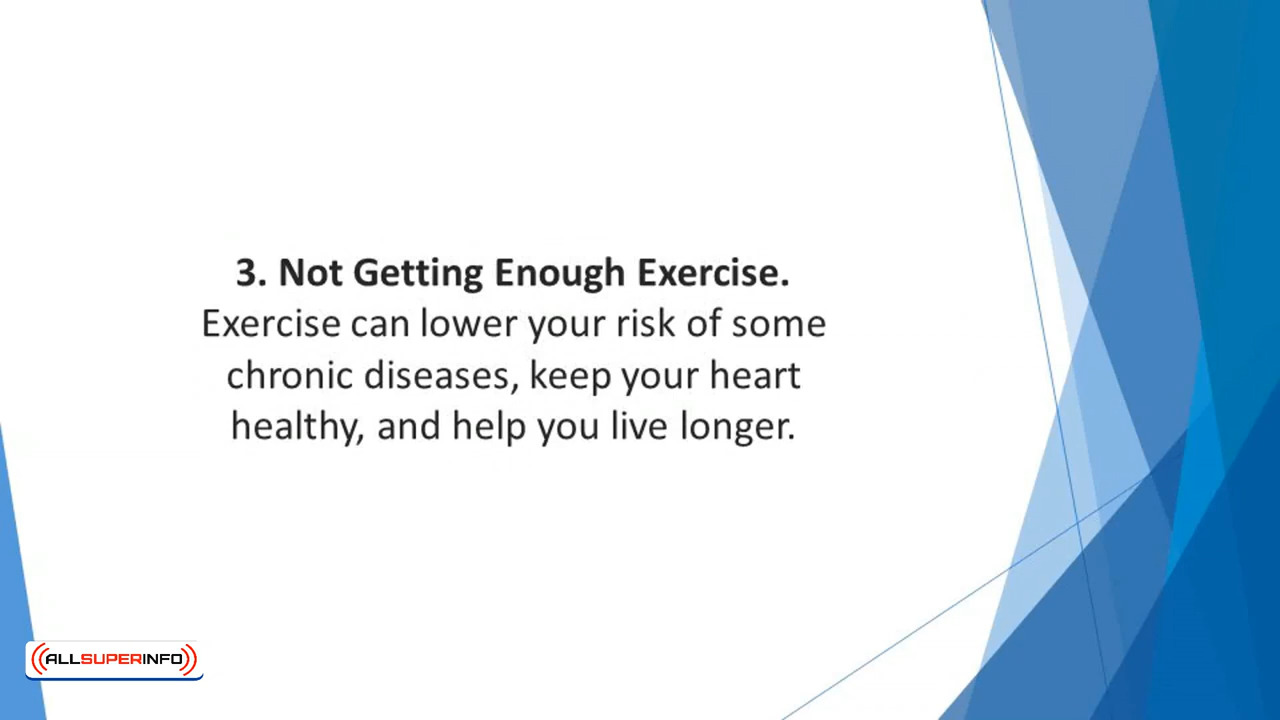 3. Not Getting Enough Exercise.
Exercise can lower your risk of some
chronic diseases, keep your heart
healthy, and help you live longer.
ALLSUPERINFO